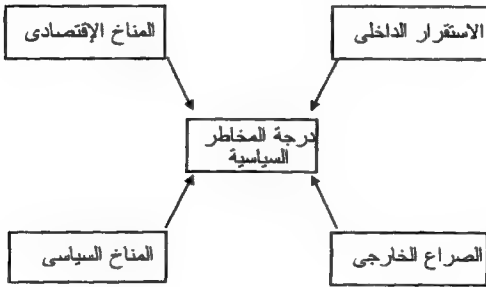 الاستقرار الداخلى
المناخ الإقتصادى
درجة المخاطر
السياسية
الصراع الخارجى
المناخ السياسى